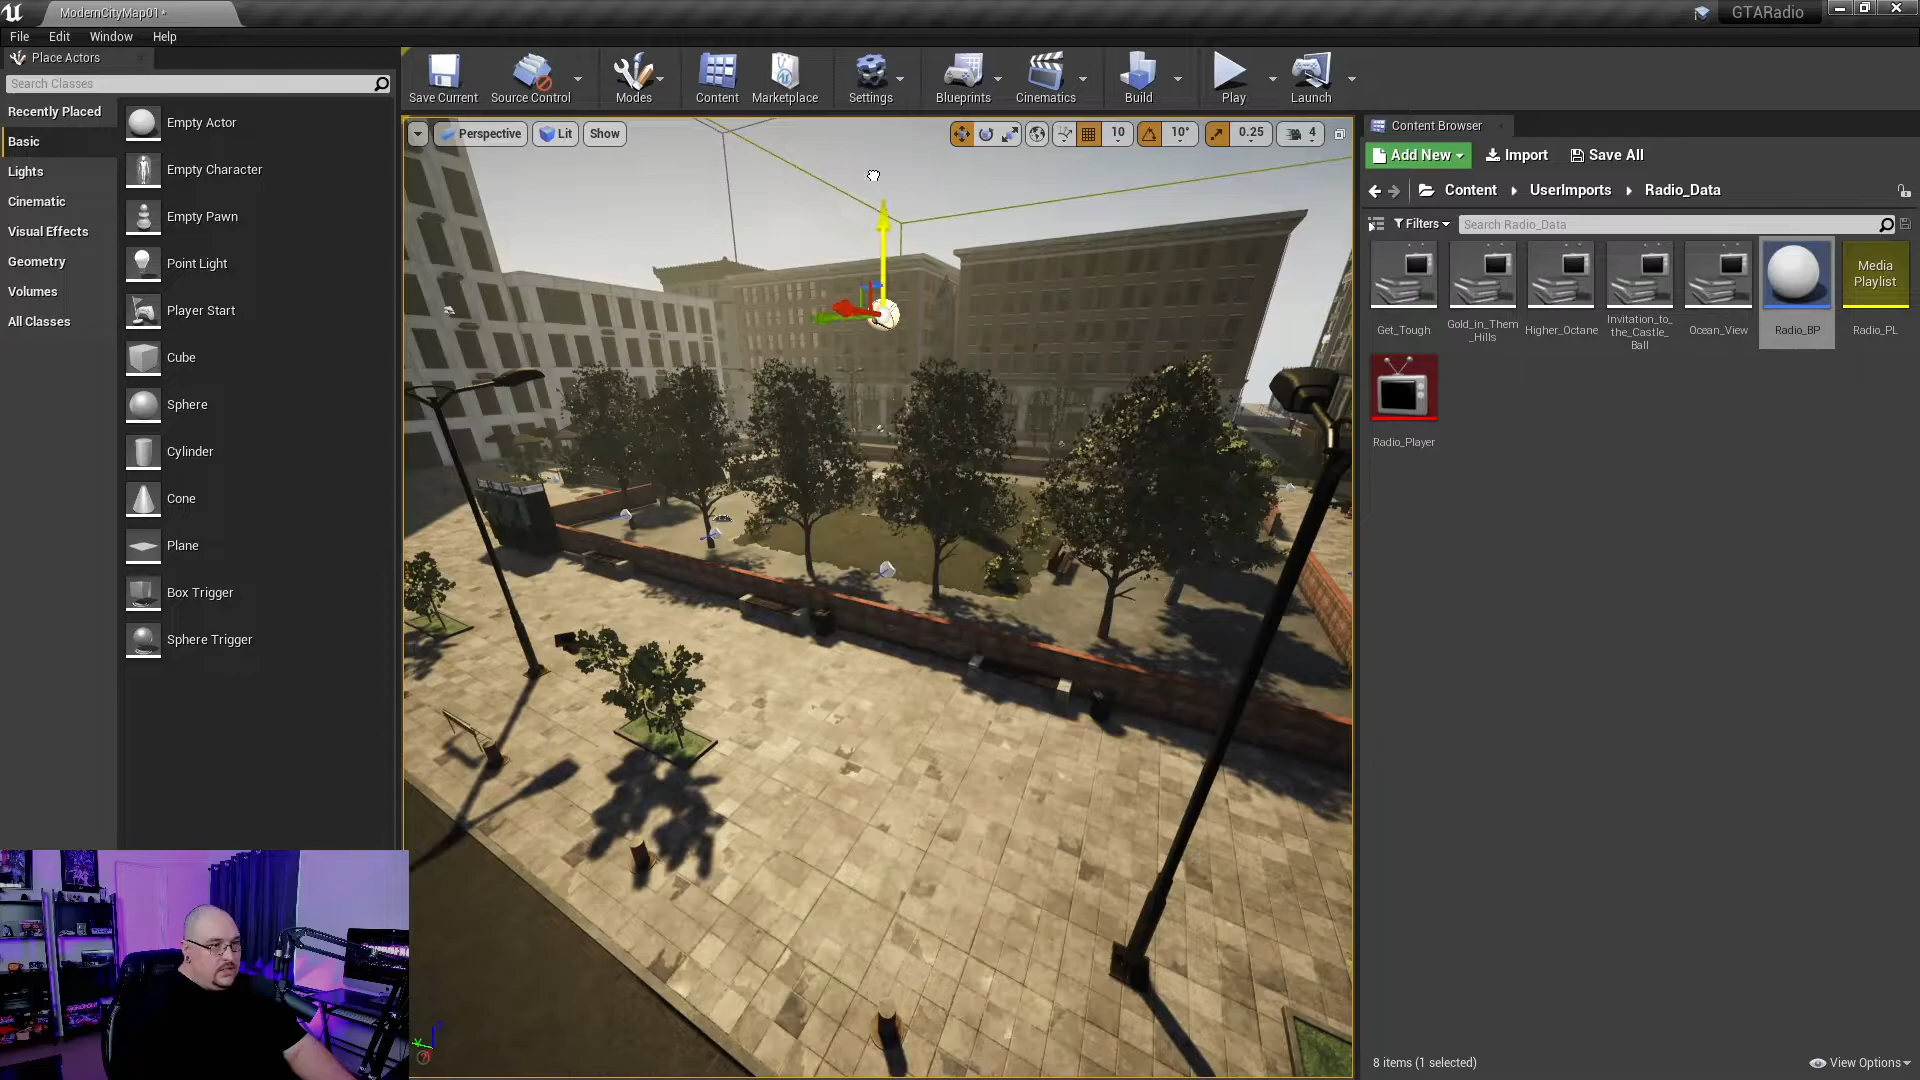 ModernCityMap01*
GTARadio
File
Edit
Window
Help
Place Actors
Search Classes
Recently Placed
Basic
Lights
Cinematic
Visual Effects
Geometry
Volumes
All Classes
Empty Actor
Empty Character
Empty Pawn
Point Light
Player Start
Cube
Sphere
Cylinder
Cone
Plane
Box Trigger
Sphere Trigger
Save Current
Source Control
Modes
Content
Marketplace
Settings
Blueprints
Cinematics
Build
Play
Launch
Perspective
Lit
Show
10
10°
0.25
4
Content Browser
Add New
Import
Save All
Content
UserImports
Radio_Data
Filters
Search Radio_Data
Media
Playlist
Get_Tough
Gold_in_Them
_Hills
Higher_Octane
Invitation_to_
the_Castle_
Ball
Ocean_View
Radio_BP
Radio_PL
Radio_Player
8 items (1 selected)
View Options